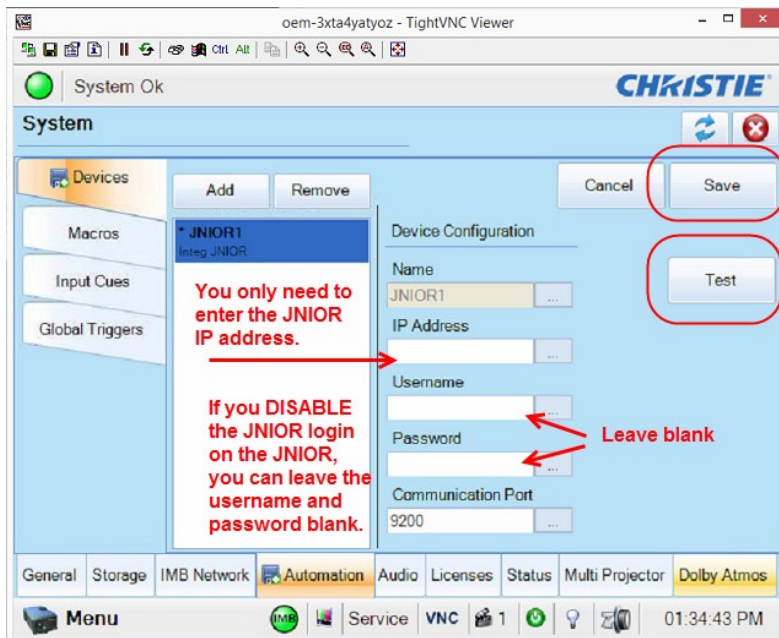 oem-3xta4yatyoz - TightVNC Viewer
Ctrl Alt
System Ok
CHRISTIE
System
Devices
Macros
Input Cues
Global Triggers
Add
Remove
Cancel
Save
Test
* JNIOR1
Integ JNIOR
You only need to
enter the JNIOR
IP address.
If you DISABLE
the JNIOR login
on the JNIOR,
you can leave the
username and
password blank.
Device Configuration
Name
JNIOR1
...
IP Address
...
Username
...
Password
...
Leave blank
Communication Port
9200
...
General
Storage
IMB Network
Automation
Audio
Licenses
Status
Multi Projector
Dolby Atmos
Menu
IMB
Service
VNC
1
01:34:43 PM